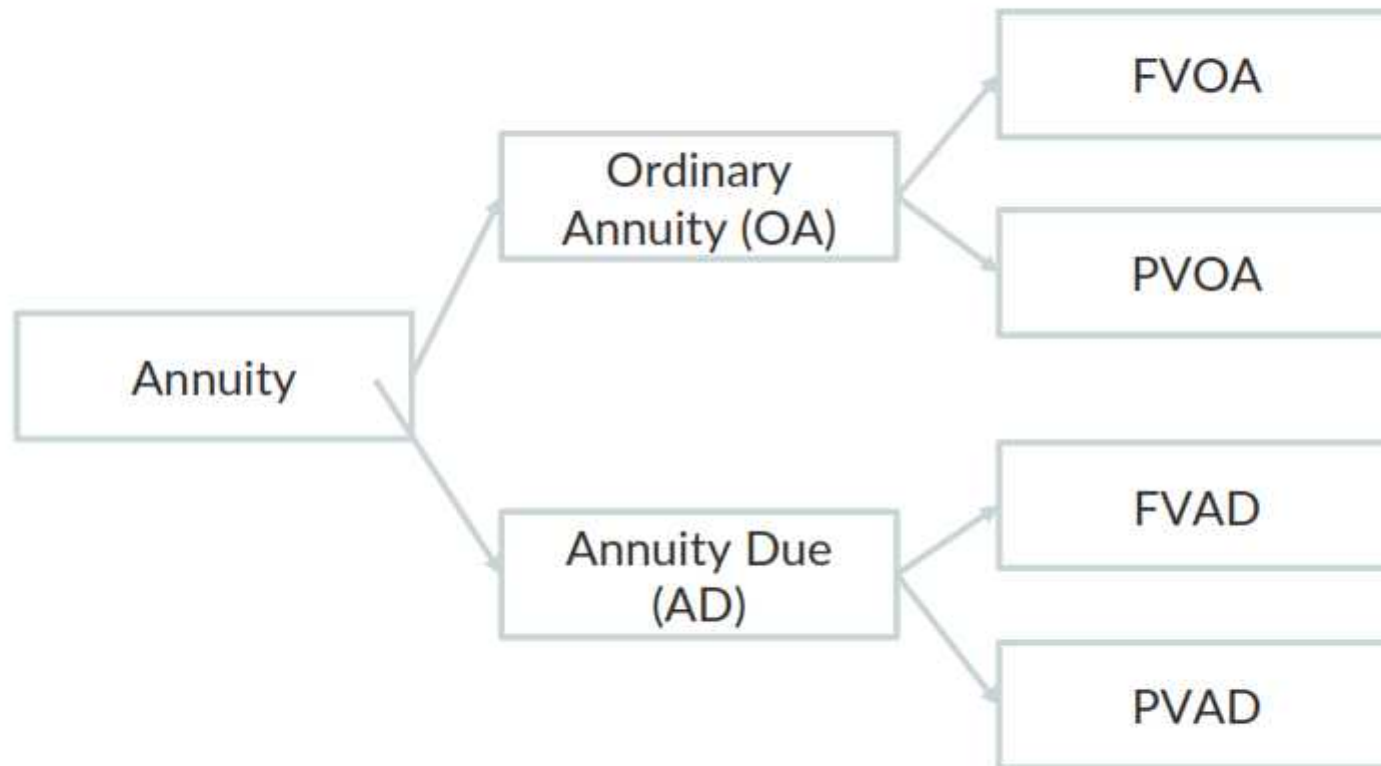 Annuity
Ordinary
Annuity (OA)
FVOA
PVOA
Annuity Due
(AD)
FVAD
PVAD